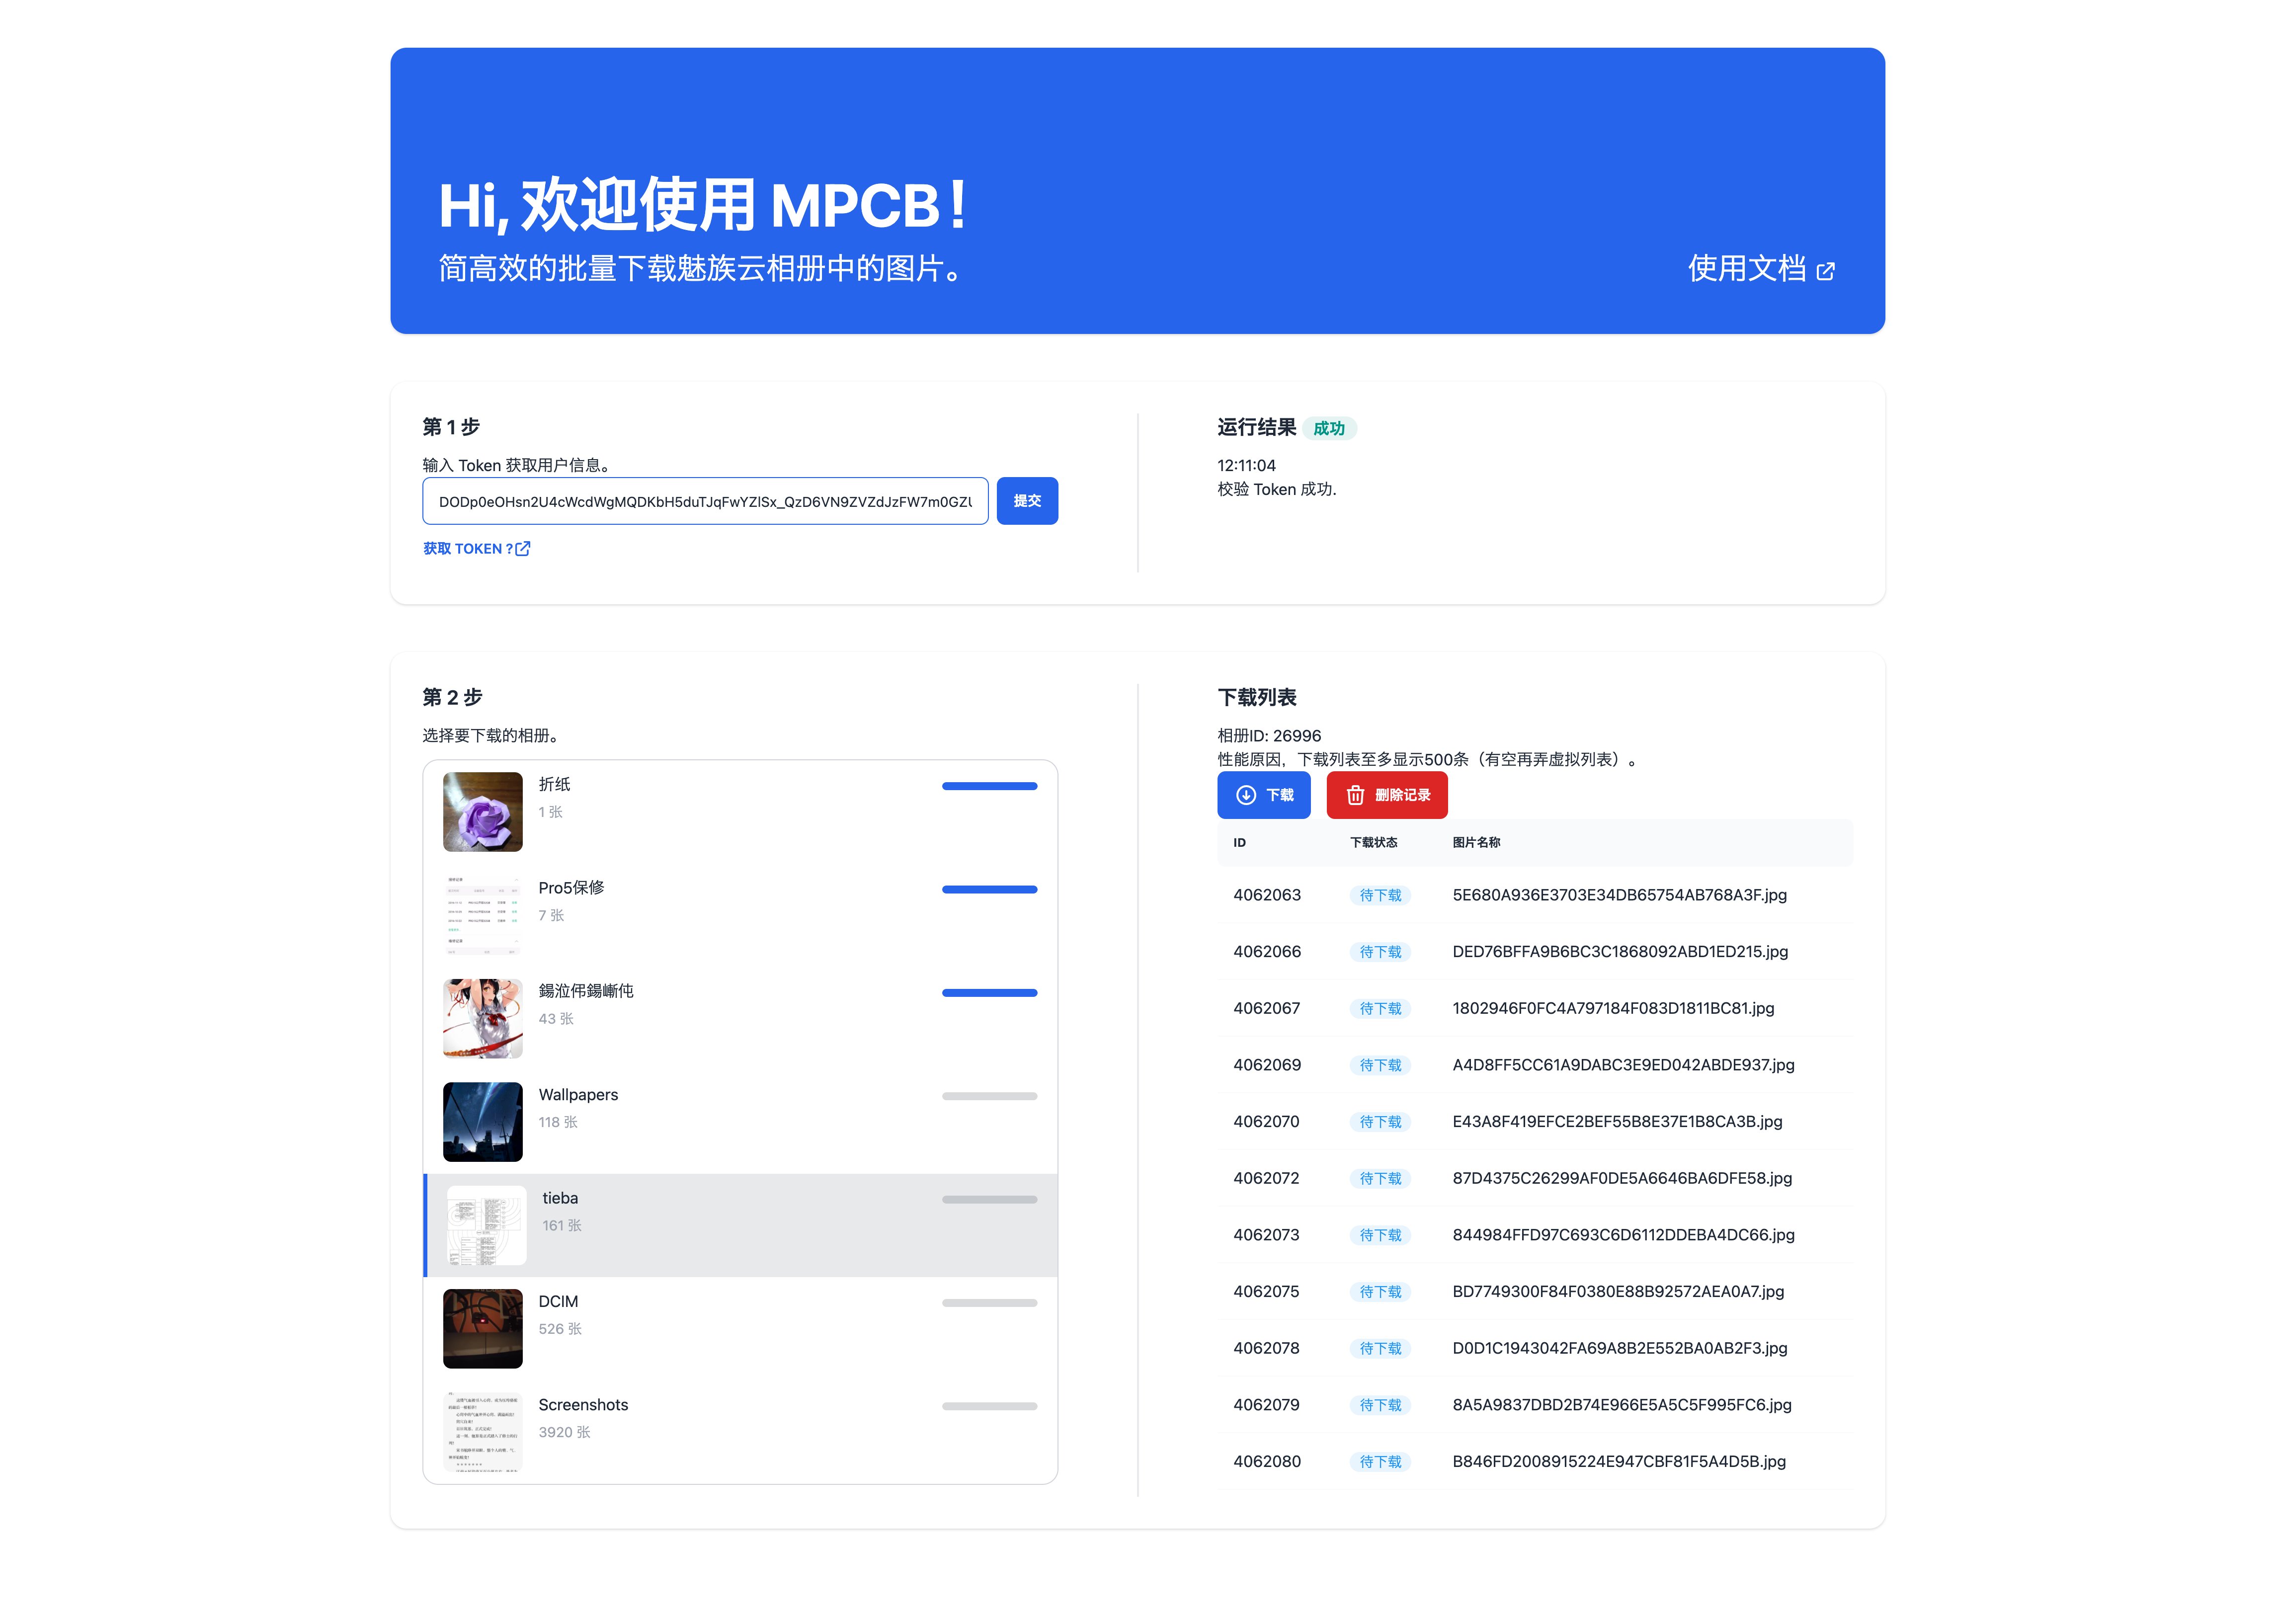 Hi, 欢迎使用 MPCB！
简高效的批量下载魅族云相册中的图片。
使用文档
第 1 步
输入 Token 获取用户信息。
DODp0eOHsn2U4cWcdWgMQDKbH5duTJqFwYZlSx_QzD6VN9ZVZdJzFW7m0GZU
提交
获取 TOKEN ?
运行结果 成功
12:11:04
校验 Token 成功.
第 2 步
选择要下载的相册。
折纸
1 张
Pro5保修
7 张
43 张
Wallpapers
118 张
tieba
161 张
DCIM
526 张
Screenshots
3920 张
下载列表
相册ID: 26996
性能原因，下载列表至多显示500条（有空再弄虚拟列表）。
下载 删除记录
ID 下载状态 图片名称
4062063 待下载 5E680A936E3703E34DB65754AB768A3F.jpg
4062066 待下载 DED76BFFA9B6BC3C1868092ABD1ED215.jpg
4062067 待下载 1802946F0FC4A797184F083D1811BC81.jpg
4062069 待下载 A4D8FF5CC61A9DABC3E9ED042ABDE937.jpg
4062070 待下载 E43A8F419EFCE2BEF55B8E37E1B8CA3B.jpg
4062072 待下载 87D4375C26299AF0DE5A6646BA6DFE58.jpg
4062073 待下载 844984FFD97C693C6D6112DDEBA4DC66.jpg
4062075 待下载 BD7749300F84F0380E88B92572AEA0A7.jpg
4062078 待下载 D0D1C1943042FA69A8B2E552BA0AB2F3.jpg
4062079 待下载 8A5A9837DBD2B74E966E5A5C5F995FC6.jpg
4062080 待下载 B846FD2008915224E947CBF81F5A4D5B.jpg